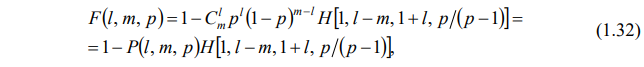 F(l, m, p) = 1 − C_m^l p^l (1 − p)^{m−l} H[1, l − m, 1 + l, p/(p − 1)] =
= 1 − P(l, m, p)H[1, l − m, 1 + l, p/(p − 1)],
(1.32)